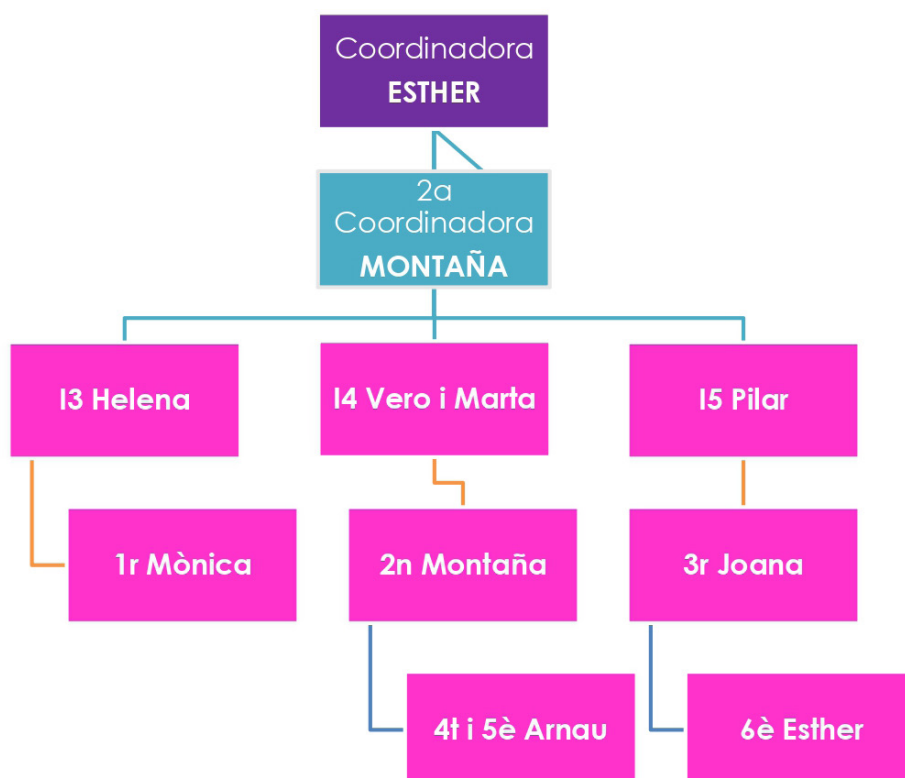 Coordinadora
ESTHER
2a
Coordinadora
MONTAÑA
I3 Helena
I4 Vero i Marta
I5 Pilar
1r Mònica
2n Montaña
3r Joana
4t i 5è Arnau
6è Esther